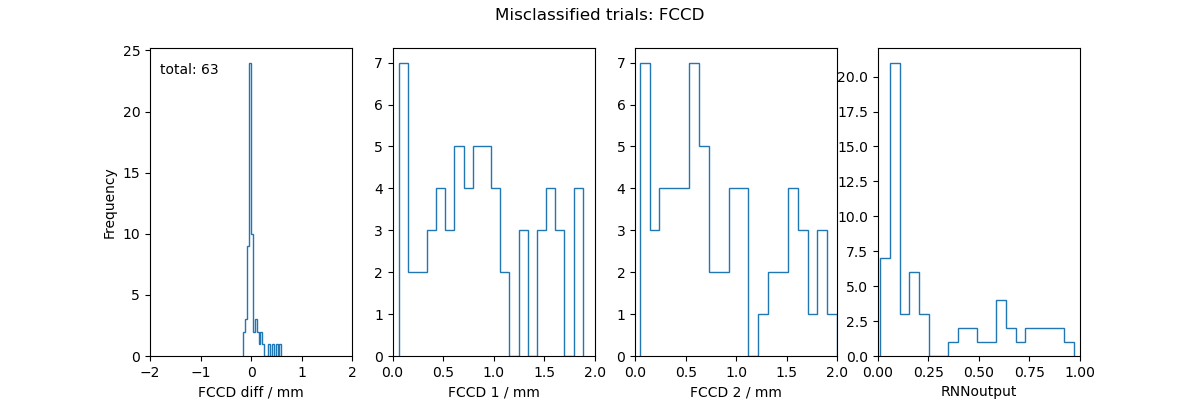 Misclassified trials: FCCD
total: 63
Frequency
25
20
15
10
5
0
−2 −1 0 1 2
FCCD diff / mm
7
6
5
4
3
2
1
0
0.0 0.5 1.0 1.5 2.0
FCCD 1 / mm
7
6
5
4
3
2
1
0
0.0 0.5 1.0 1.5 2.0
FCCD 2 / mm
20.0
17.5
15.0
12.5
10.0
7.5
5.0
2.5
0.0
0.00 0.25 0.50 0.75 1.00
RNNoutput